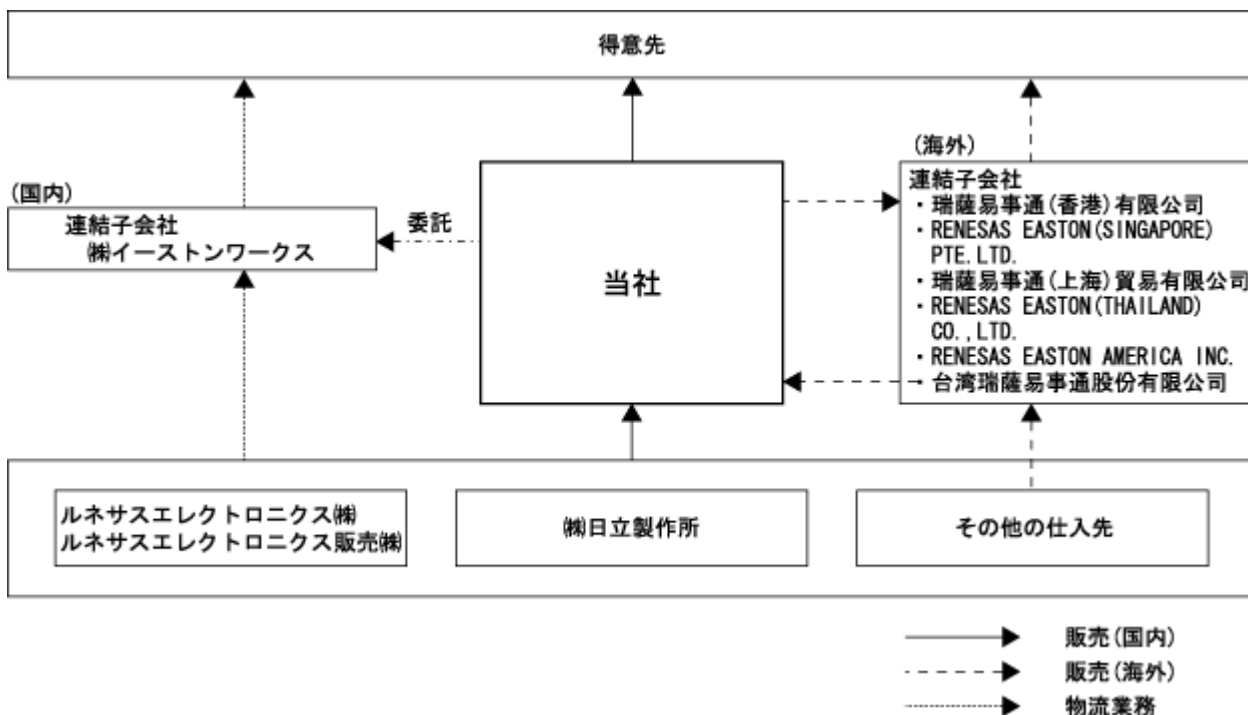 得意先
(海外)
連結子会社
・瑞薩易事通(香港)有限公司
・RENESAS EASTON(SINGAPORE)
PTE.LTD.
・瑞薩易事通(上海)貿易有限公司
・RENESAS EASTON(THAILAND)
CO.,LTD.
・RENESAS EASTON AMERICA INC.
・台湾瑞薩易事通股份有限公司
(国内)
連結子会社
㈱イーストンワークス
委託
当社
ルネサスエレクトロニクス㈱
ルネサスエレクトロニクス販売㈱
㈱日立製作所
その他の仕入先
販売(国内)
販売(海外)
物流業務